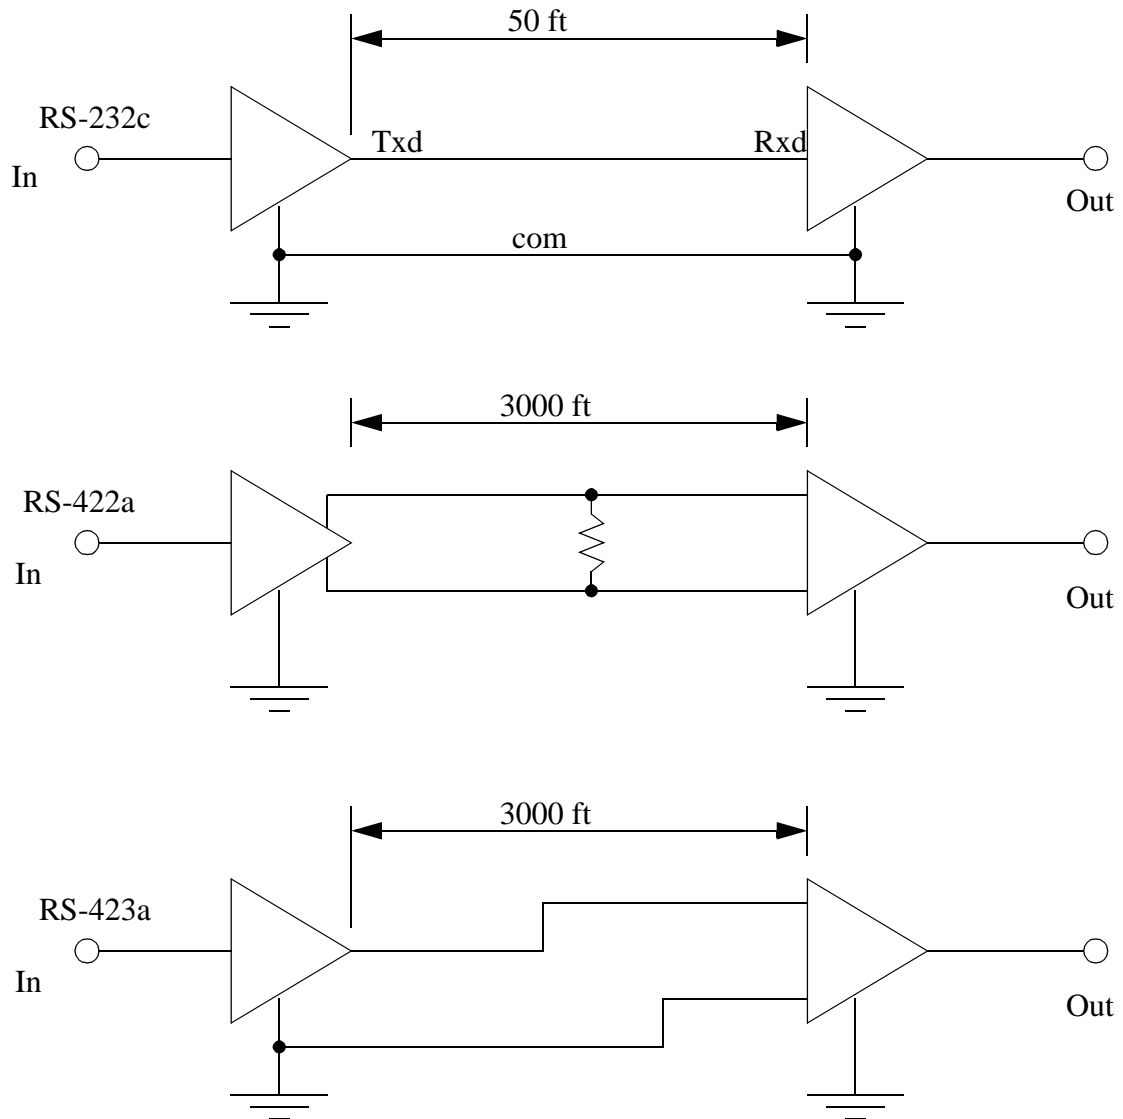 50 ft
RS-232c
Txd
Rxd
In
Out
com
3000 ft
RS-422a
In
Out
3000 ft
RS-423a
In
Out